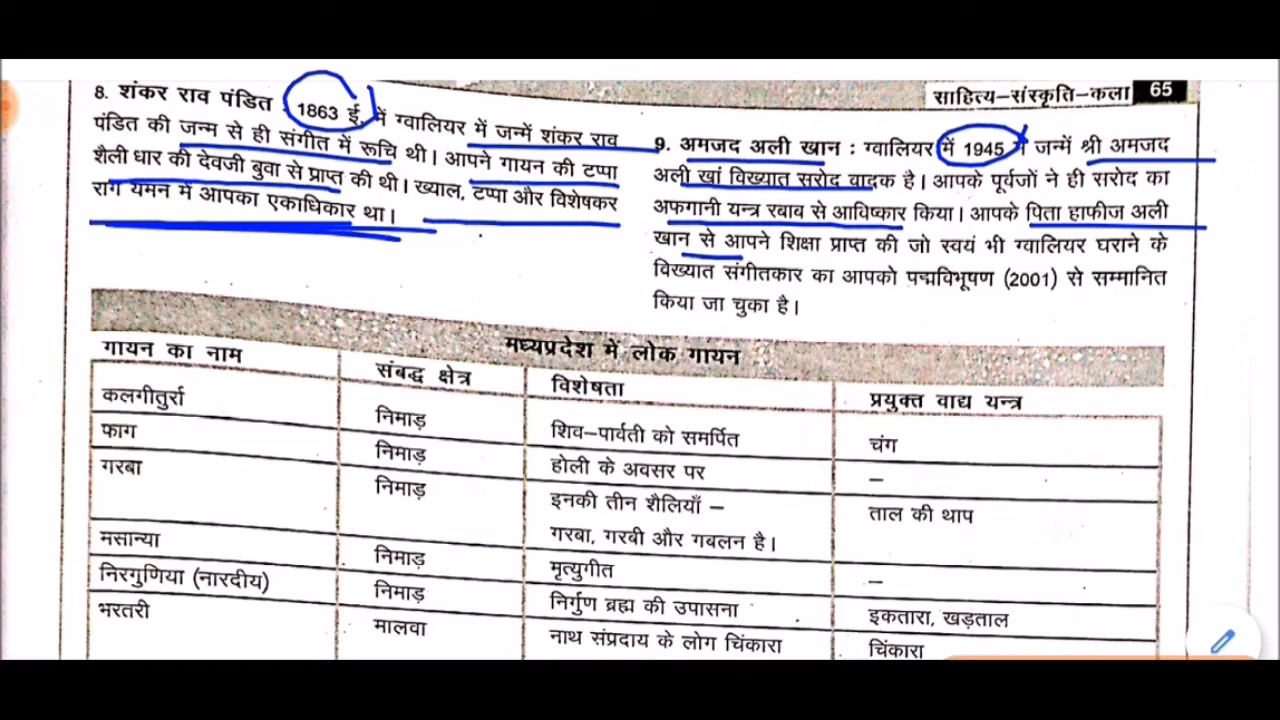 साहित्य–संस्कृति–कला 65
8. शंकर राव पंडित : 1863 ई. में ग्वालियर में जन्में शंकर राव
पंडित की जन्म से ही संगीत में रूचि थी। आपने गायन की टप्पा
शैली धार की देवजी बुवा से प्राप्त की थी। ख्याल, टप्पा और विशेषकर
राग यमन में आपका एकाधिकार था।
9. अमजद अली खान : ग्वालियर में 1945 में जन्में श्री अमजद
अली खां विख्यात सरोद वादक है। आपके पूर्वजों ने ही सरोद का
अफगानी यन्त्र रबाव से आविष्कार किया। आपके पिता हाफीज अली
खान से आपने शिक्षा प्राप्त की जो स्वयं भी ग्वालियर घराने के
विख्यात संगीतकार का आपको पद्मविभूषण (2001) से सम्मानित
किया जा चुका है।
मध्यप्रदेश में लोक गायन
गायन का नाम संबद्ध क्षेत्र विशेषता प्रयुक्त वाद्य यन्त्र
कलगीतुर्रा निमाड़ शिव–पार्वती को समर्पित चंग
फाग निमाड़ होली के अवसर पर –
गरबा निमाड़ इनकी तीन शैलियाँ – ताल की थाप
गरबा, गरबी और गबलन है।
मसान्या निमाड़ मृत्युगीत –
निरगुणिया (नारदीय) निमाड़ निर्गुण ब्रह्म की उपासना इकतारा, खड़ताल
भरतरी मालवा नाथ संप्रदाय के लोग चिंकारा चिंकारा